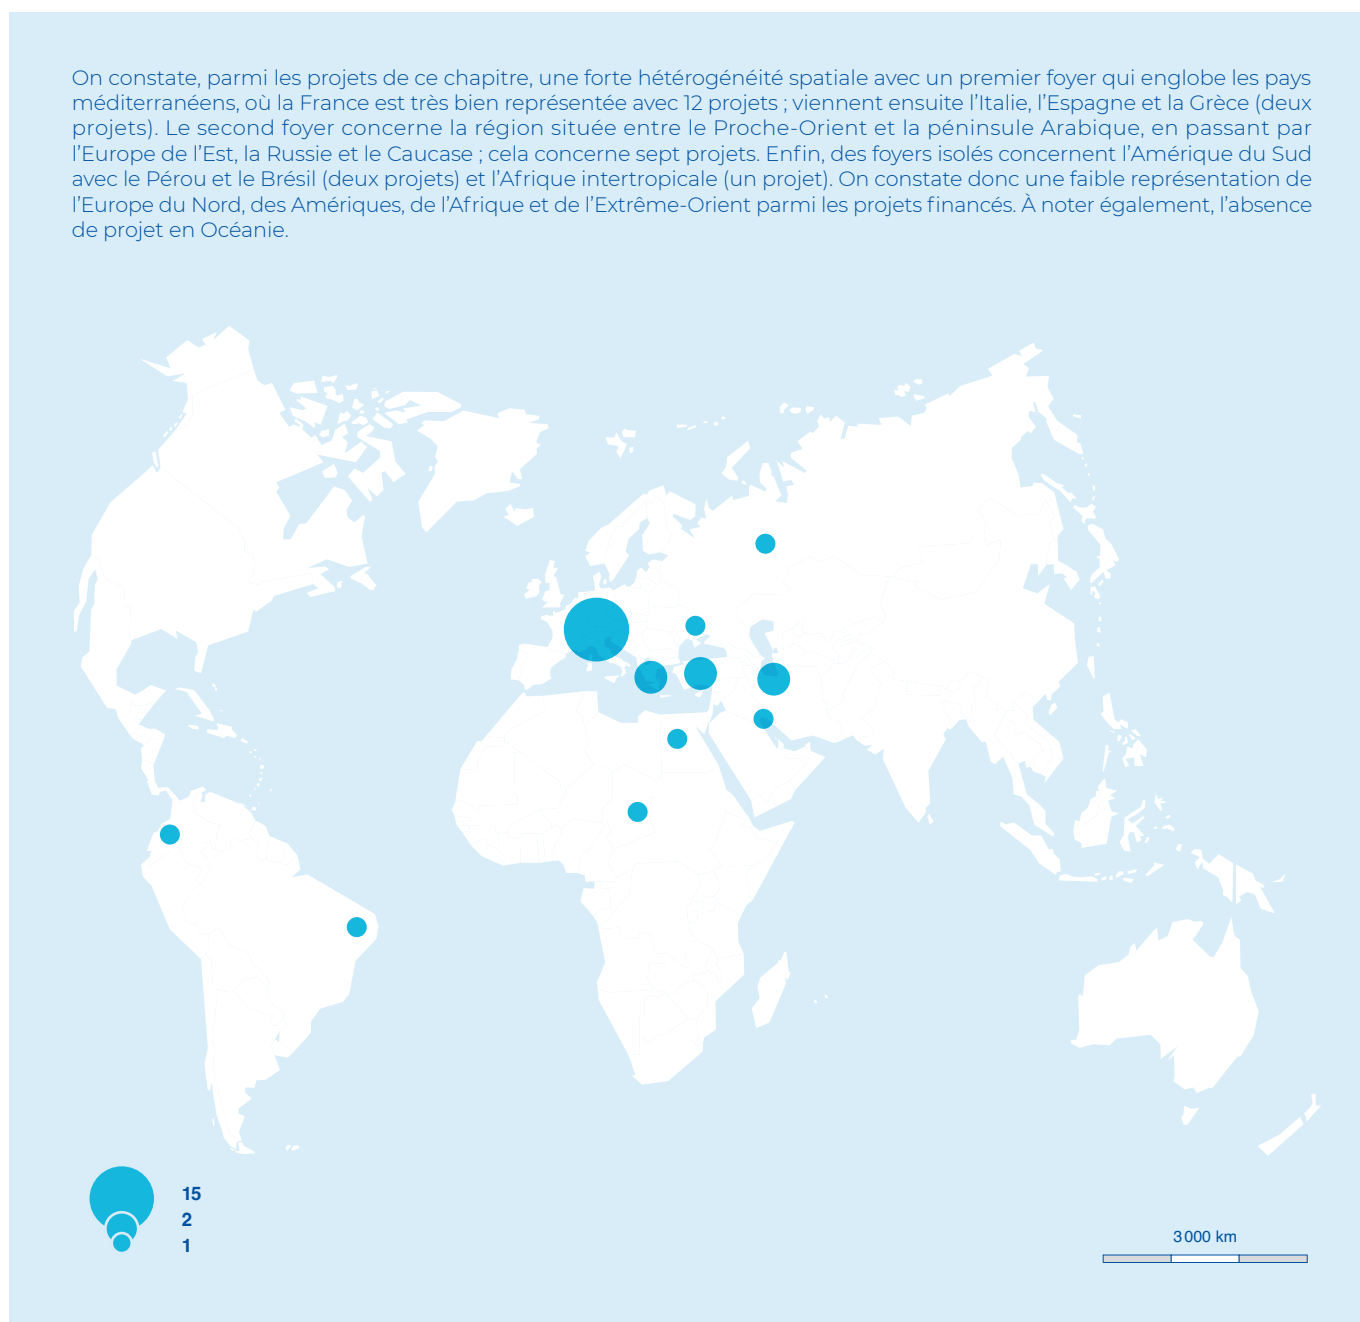 On constate, parmi les projets de ce chapitre, une forte hétérogénéité spatiale avec un premier foyer qui englobe les pays
méditerranéens, où la France est très bien représentée avec 12 projets ; viennent ensuite l'Italie, l'Espagne et la Grèce (deux
projets). Le second foyer concerne la région située entre le Proche-Orient et la péninsule Arabique, en passant par
l'Europe de l'Est, la Russie et le Caucase ; cela concerne sept projets. Enfin, des foyers isolés concernent l'Amérique du Sud
avec le Pérou et le Brésil (deux projets) et l'Afrique intertropicale (un projet). On constate donc une faible représentation de
l'Europe du Nord, des Amériques, de l'Afrique et de l'Extrême-Orient parmi les projets financés. À noter également, l'absence
de projet en Océanie.
15
2
1
3 000 km